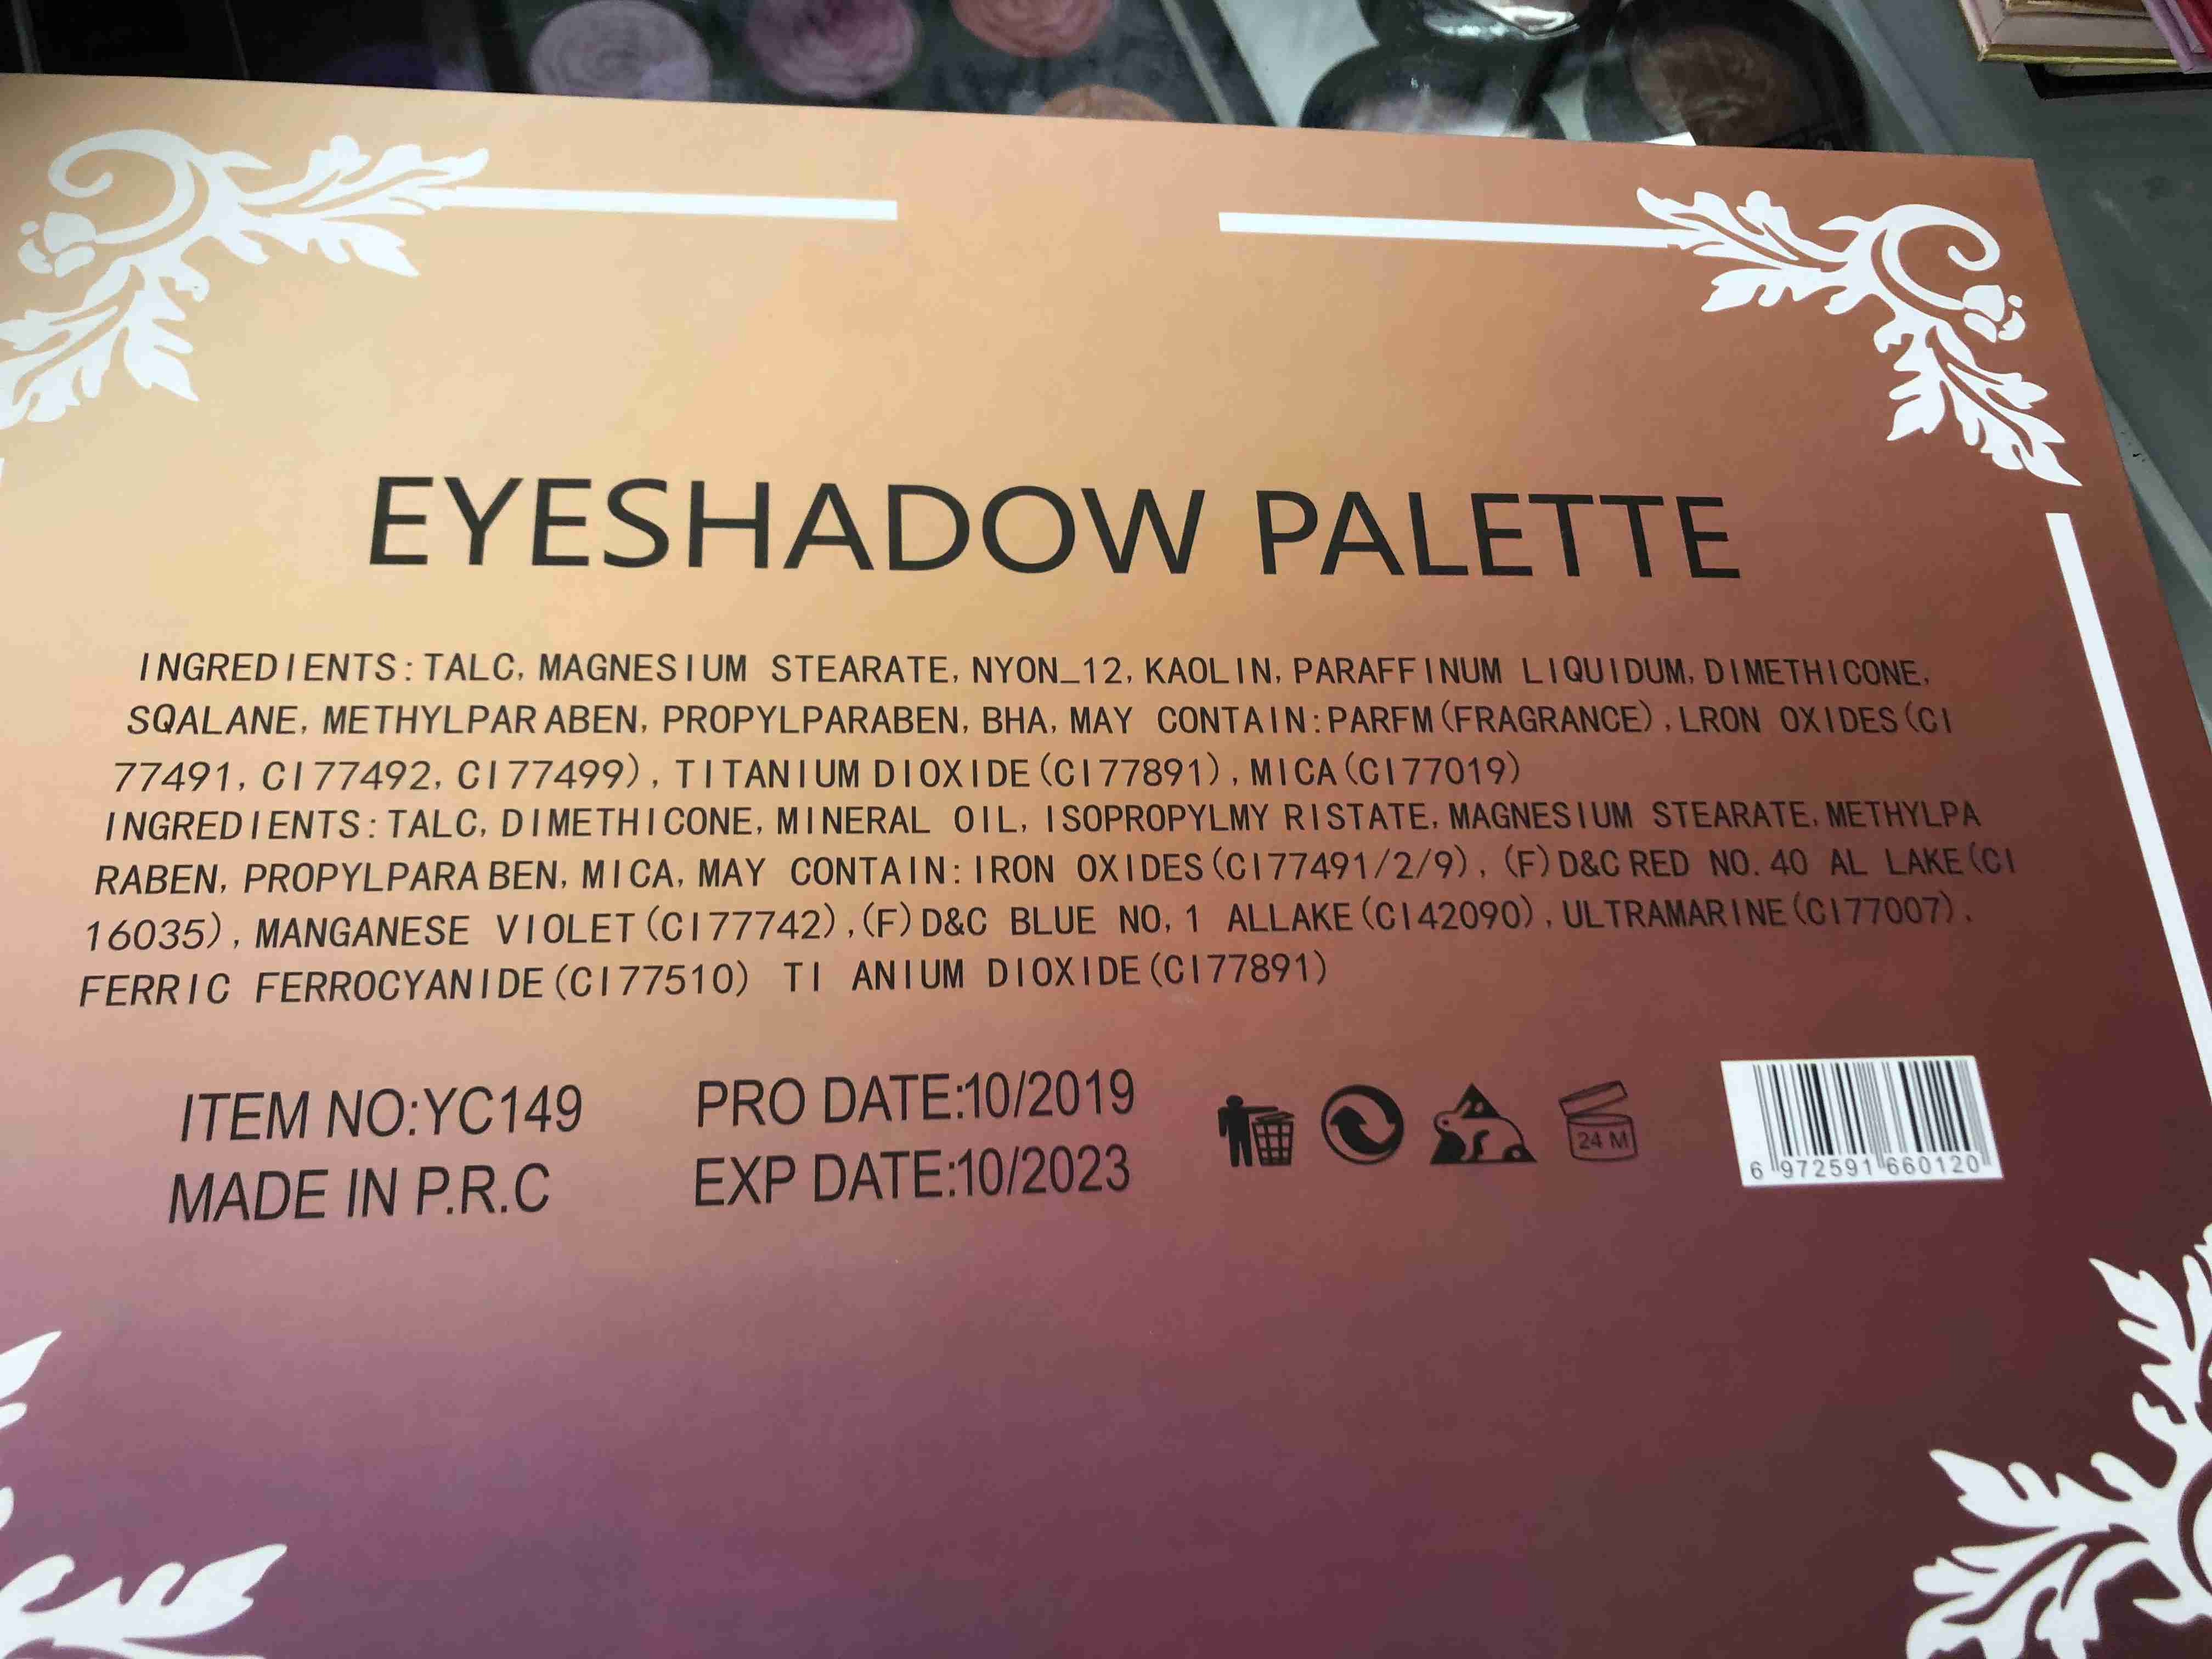 EYESHADOW PALETTE
INGREDIENTS:TALC, MAGNESIUM STEARATE, NYON_12, KAOLIN, PARAFFINUM LIQUIDUM, DIMETHICONE,
SQALANE, METHYLPAR ABEN, PROPYLPARABEN, BHA, MAY CONTAIN:PARFM(FRAGRANCE), LRON OXIDES(CI
77491, CI77492, CI77499), TITANIUM DIOXIDE(CI77891), MICA(CI77019)
INGREDIENTS:TALC, DIMETHICONE, MINERAL OIL, ISOPROPYLMY RISTATE, MAGNESIUM STEARATE, METHYLPA
RABEN, PROPYLPARA BEN, MICA, MAY CONTAIN:IRON OXIDES(CI77491/2/9), (F)D&C RED NO. 40 AL LAKE(CI
16035), MANGANESE VIOLET(CI77742),(F)D&C BLUE NO, 1 ALLAKE(CI42090), ULTRAMARINE(CI77007),
FERRIC FERROCYANIDE(CI77510) TI ANIUM DIOXIDE(CI77891)
ITEM NO:YC149
MADE IN P.R.C
PRO DATE:10/2019
EXP DATE:10/2023
24 M
6 972591 660120